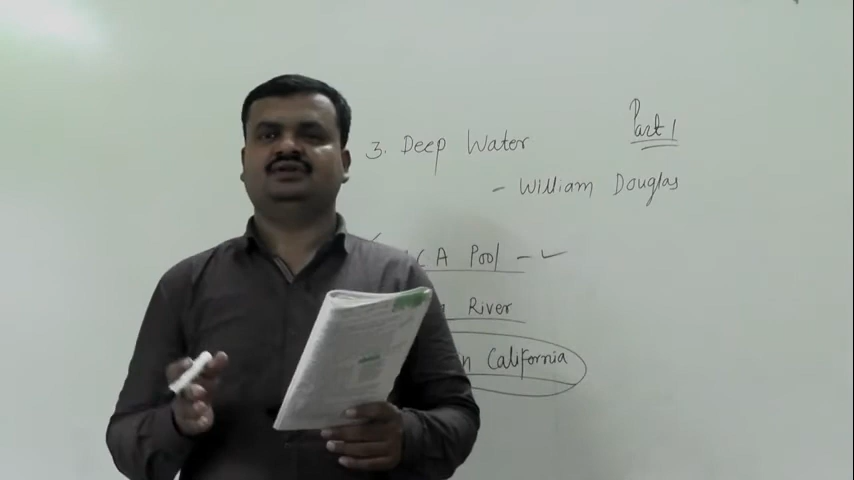 Part 1
3. Deep Water
- William Douglas
C A Pool - ✓
River
California